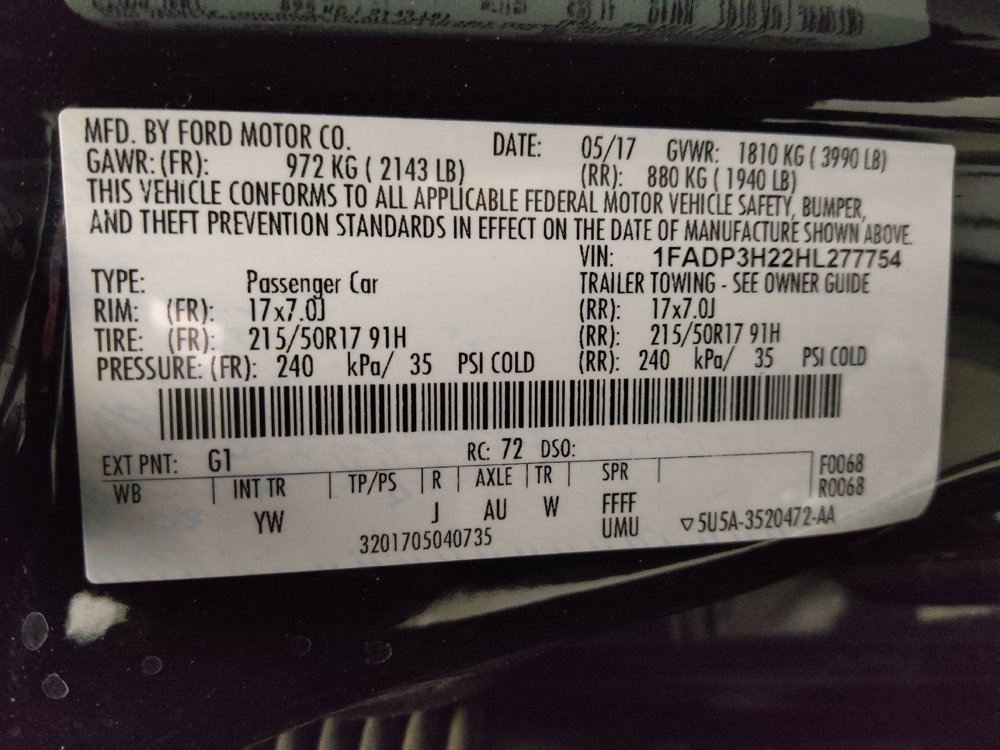 MFD. BY FORD MOTOR CO. DATE: 05/17 GVWR: 1810 KG ( 3990 LB)
GAWR: (FR): 972 KG ( 2143 LB) (RR): 880 KG ( 1940 LB)
THIS VEHICLE CONFORMS TO ALL APPLICABLE FEDERAL MOTOR VEHICLE SAFETY, BUMPER,
AND THEFT PREVENTION STANDARDS IN EFFECT ON THE DATE OF MANUFACTURE SHOWN ABOVE.
VIN: 1FADP3H22HL277754
TYPE: Passenger Car TRAILER TOWING - SEE OWNER GUIDE
RIM: (FR): 17x7.0J (RR): 17x7.0J
TIRE: (FR): 215/50R17 91H (RR): 215/50R17 91H
PRESSURE: (FR): 240 kPa/ 35 PSI COLD (RR): 240 kPa/ 35 PSI COLD
EXT PNT: G1 RC: 72 DSO: F0068
WB INT TR TP/PS R AXLE TR SPR R0068
YW J AU W FFFF
3201705040735 UMU ▽5U5A-3520472-AA